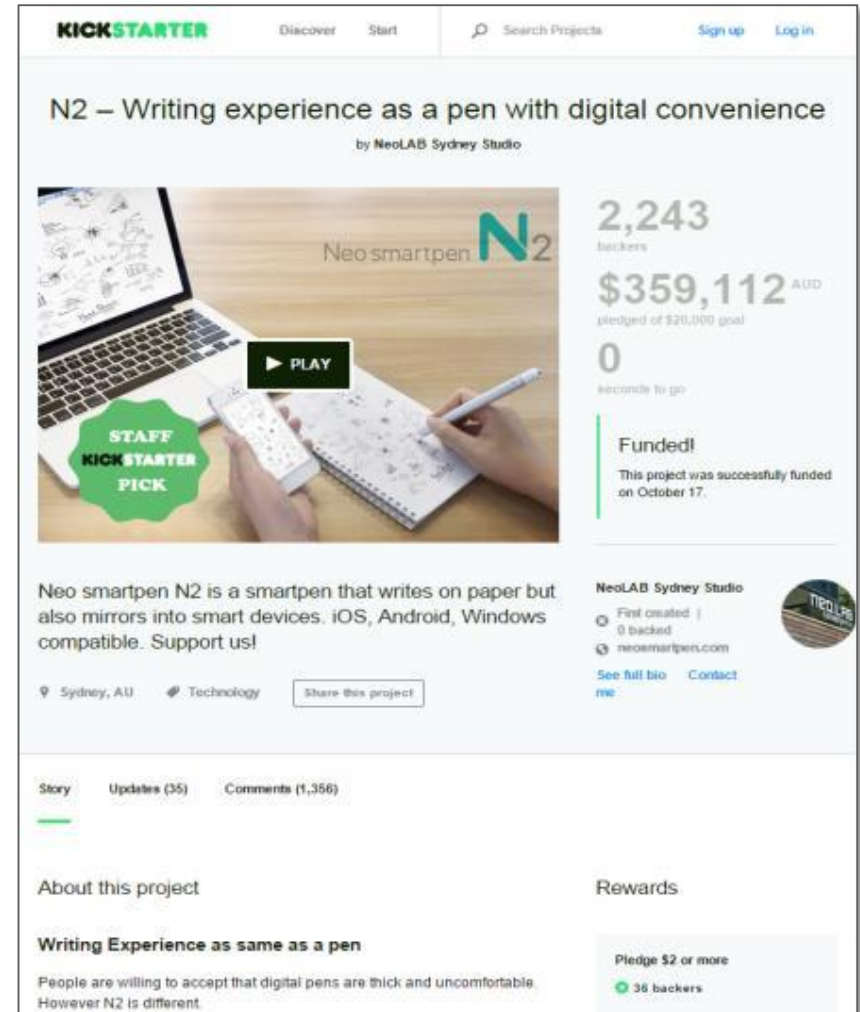 KICKSTARTER
Discover
Start
Search Projects
Sign up
Log in
N2 – Writing experience as a pen with digital convenience
by NeoLAB Sydney Studio
Neo smartpen N2
PLAY
STAFF
KICKSTARTER
PICK
2,243
backers
$359,112 AUD
pledged of $20,000 goal
0
seconds to go
Funded!
This project was successfully funded
on October 17.
Neo smartpen N2 is a smartpen that writes on paper but
also mirrors into smart devices. iOS, Android, Windows
compatible. Support us!
Sydney, AU
Technology
Share this project
NeoLAB Sydney Studio
First created |
0 backed
neosmartpen.com
See full bio
Contact
me
Story
Updates (35)
Comments (1,356)
About this project
Writing Experience as same as a pen
People are willing to accept that digital pens are thick and uncomfortable.
However N2 is different.
Rewards
Pledge $2 or more
36 backers